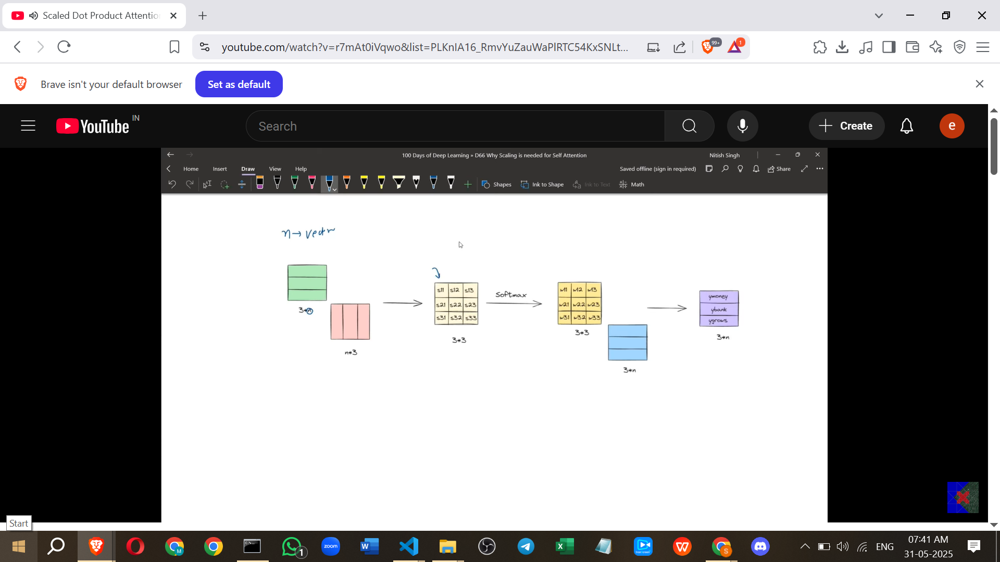 Scaled Dot Product Attentio
youtube.com/watch?v=r7mAt0iVqwo&list=PLKnIA16_RmvYuZauWaPlRTC54KxSNLt...
99+
1
Brave isn't your default browser
Set as default
YouTube IN
Search
Create
e
100 Days of Deep Learning » D66 Why Scaling is needed for Self Attention
Nitish Singh
Home Insert Draw View Help
Saved offline (sign in required)
Share
Shapes
Ink to Shape
Ink to Text
Math
n→ vector
s11 s12 s13
s21 s22 s23
s31 s32 s33
Softmax
w11 w12 w13
w21 w22 w23
w31 w32 w33
ymoney
ybank
ygrows
3*n
n*3
3*3
3*3
3*n
3*n
Start
M
1
zoom
W
X
S
ENG
07:41 AM
31-05-2025